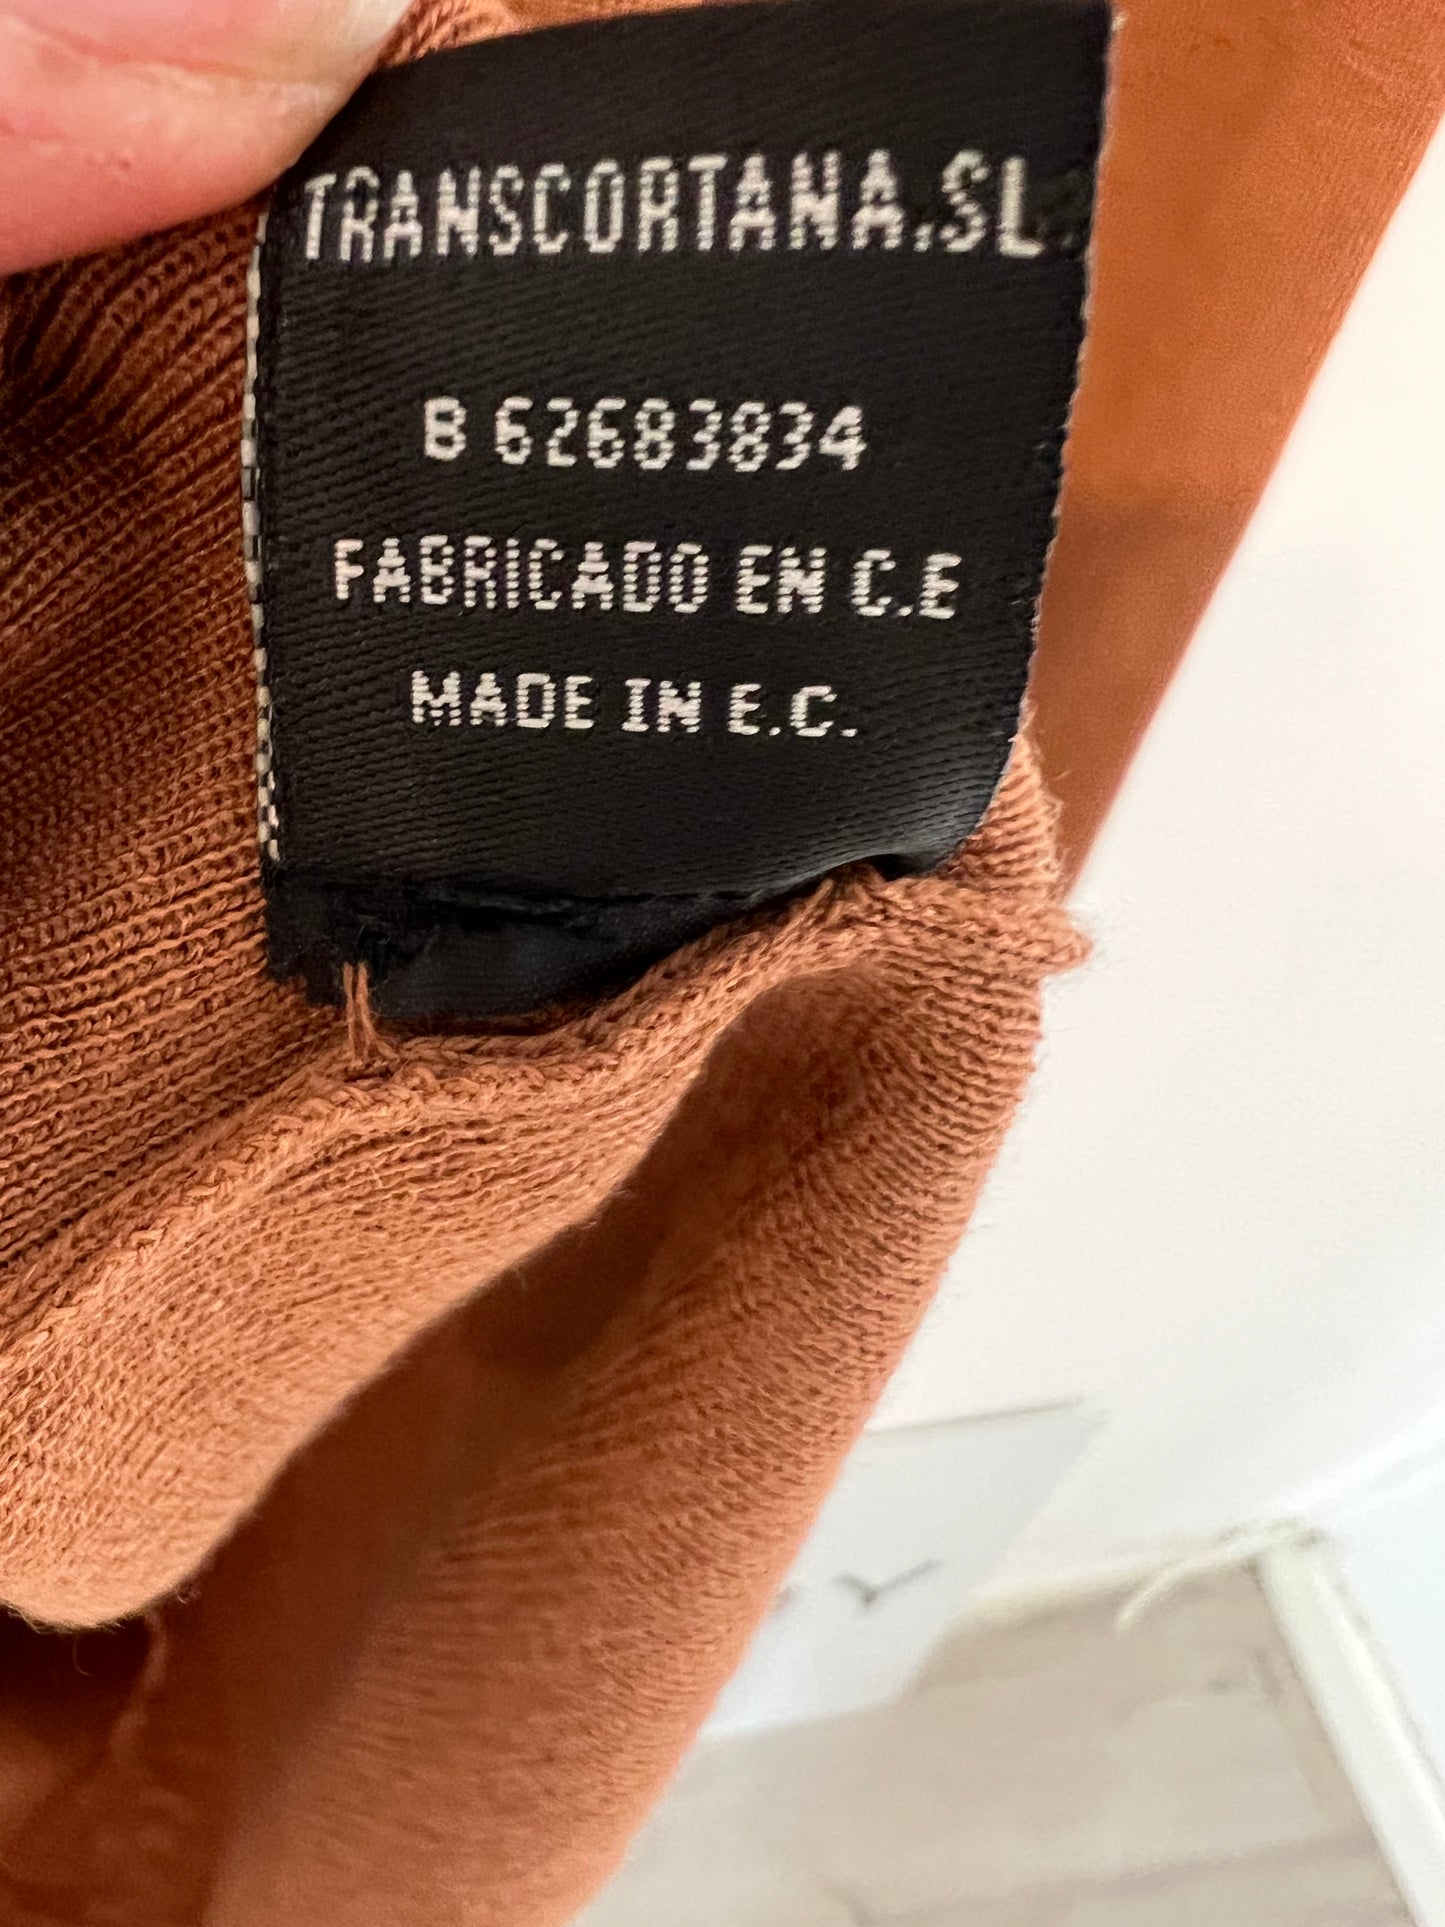 TRANSCORTANA.SL
B 62683834
FABRICADO EN C.E
MADE IN E.C.